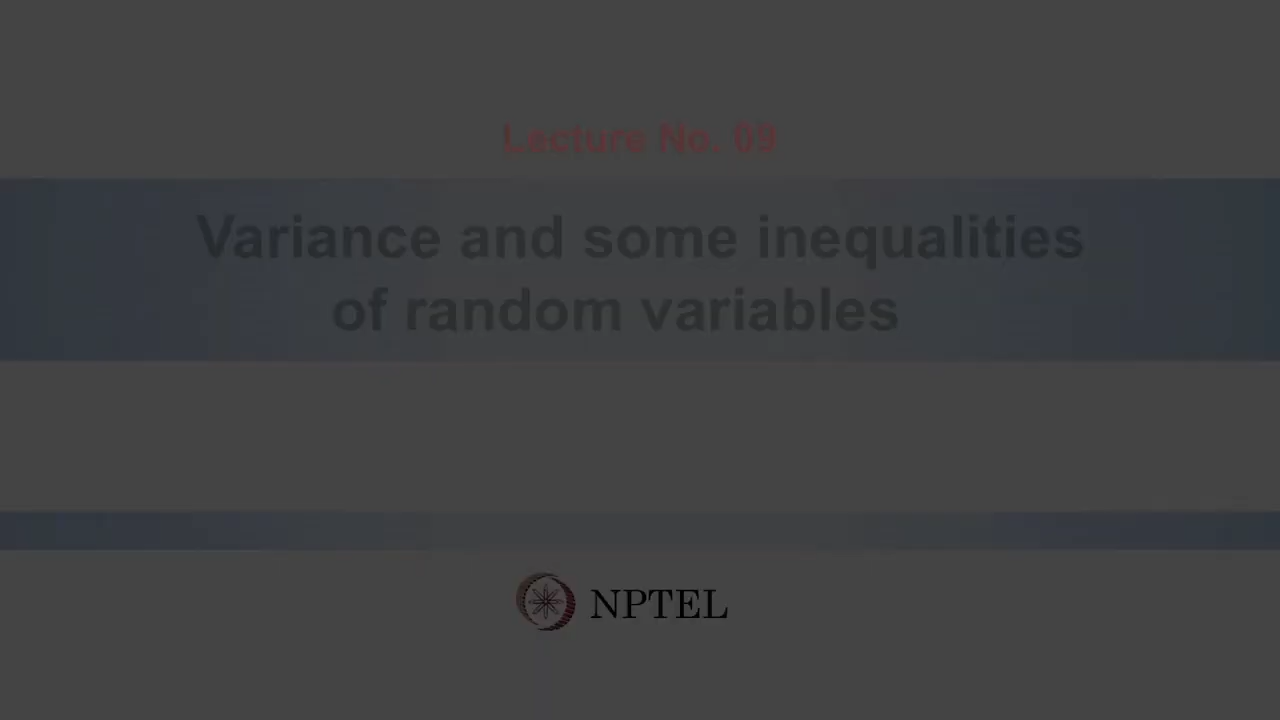 Lecture No. 09
Variance and some inequalities
of random variables
NPTEL